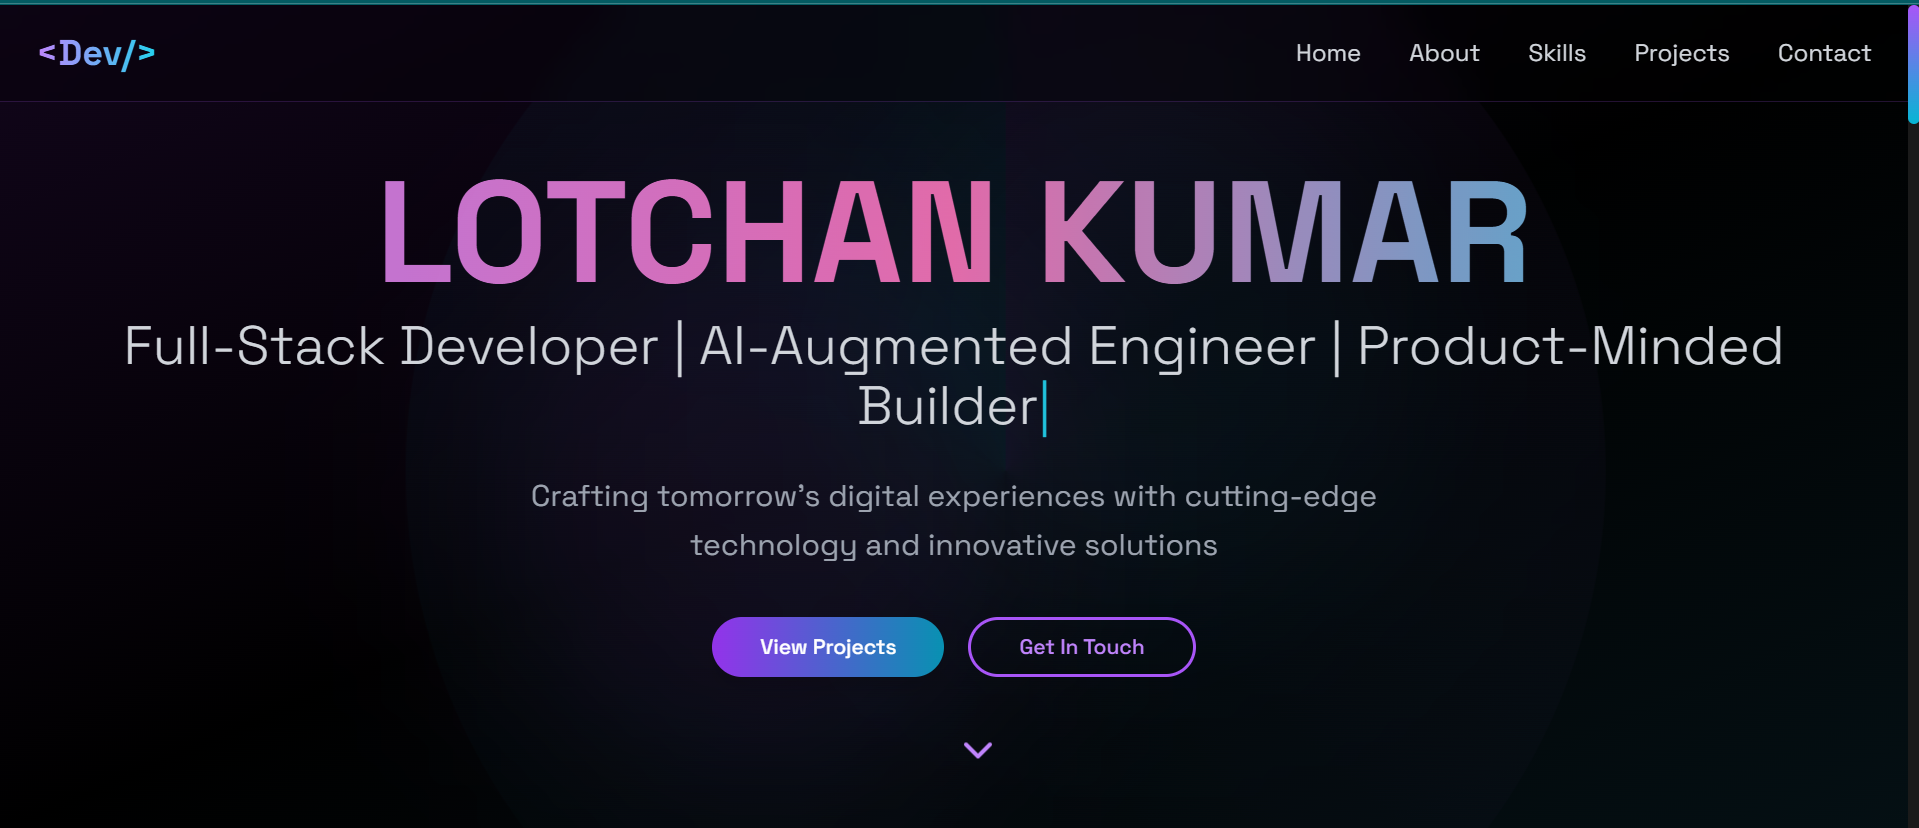 <Dev/>
Home About Skills Projects Contact
LOTCHAN KUMAR
Full-Stack Developer | AI-Augmented Engineer | Product-Minded
Builder|
Crafting tomorrow's digital experiences with cutting-edge
technology and innovative solutions
View Projects Get In Touch